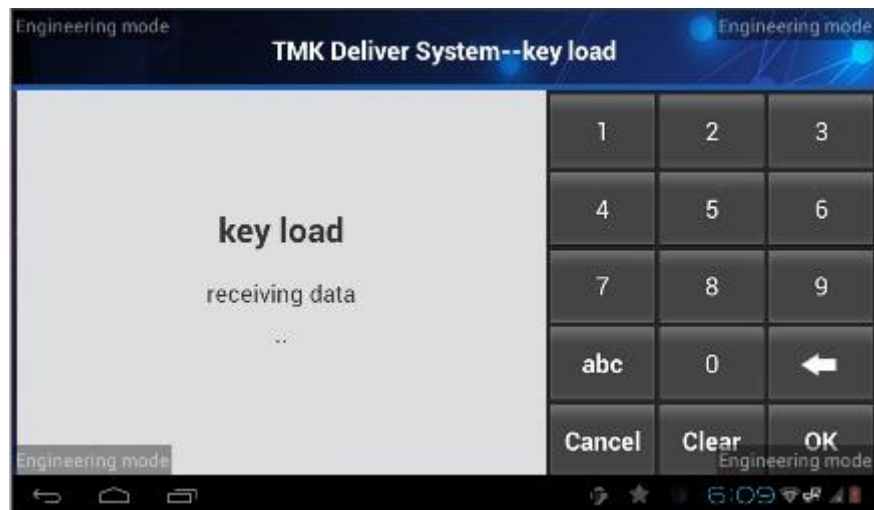 Engineering mode
Engineering mode
TMK Deliver System--key load
key load
receiving data
..
1 2 3
4 5 6
7 8 9
abc 0
Cancel Clear OK
Engineering mode
Engineering mode
6:09